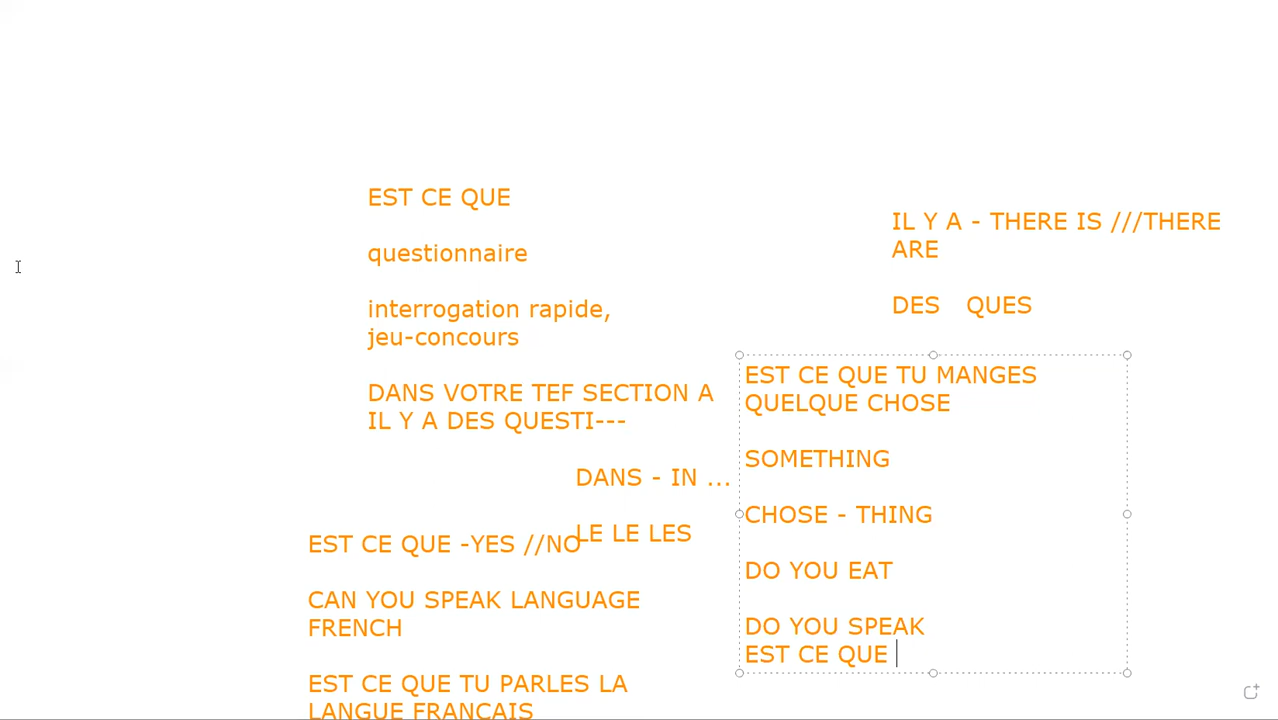 EST CE QUE
questionnaire
interrogation rapide,
jeu-concours
DANS VOTRE TEF SECTION A
IL Y A DES QUESTI---
DANS - IN ...
LE LE LES
EST CE QUE -YES //NO
CAN YOU SPEAK LANGUAGE
FRENCH
EST CE QUE TU PARLES LA
LANGUE FRANCAIS
IL Y A - THERE IS ///THERE
ARE
DES QUES
EST CE QUE TU MANGES
QUELQUE CHOSE
SOMETHING
CHOSE - THING
DO YOU EAT
DO YOU SPEAK
EST CE QUE